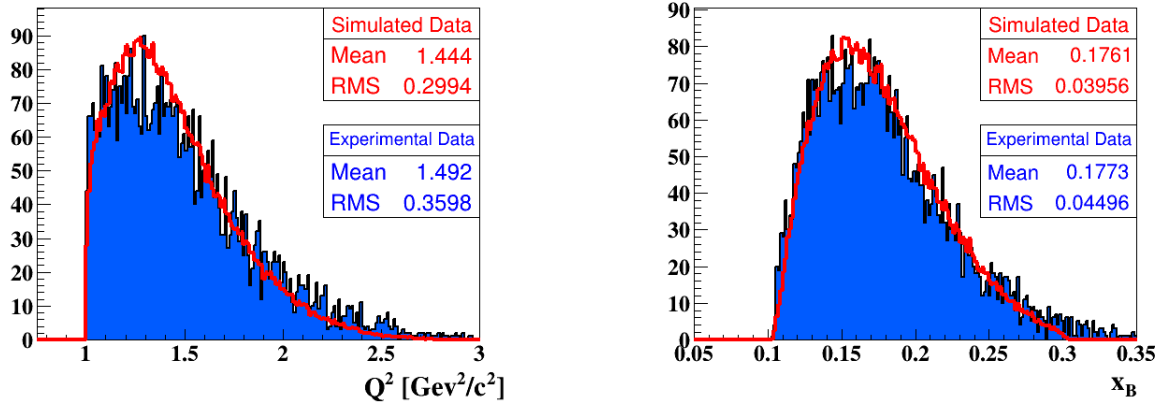 Simulated Data
Mean 1.444
RMS 0.2994
Experimental Data
Mean 1.492
RMS 0.3598
90
80
70
60
50
40
30
20
10
0
1 1.5 2 2.5 3
Q² [Gev²/c²]
Simulated Data
Mean 0.1761
RMS 0.03956
Experimental Data
Mean 0.1773
RMS 0.04496
90
80
70
60
50
40
30
20
10
0
0.05 0.1 0.15 0.2 0.25 0.3 0.35
x_B